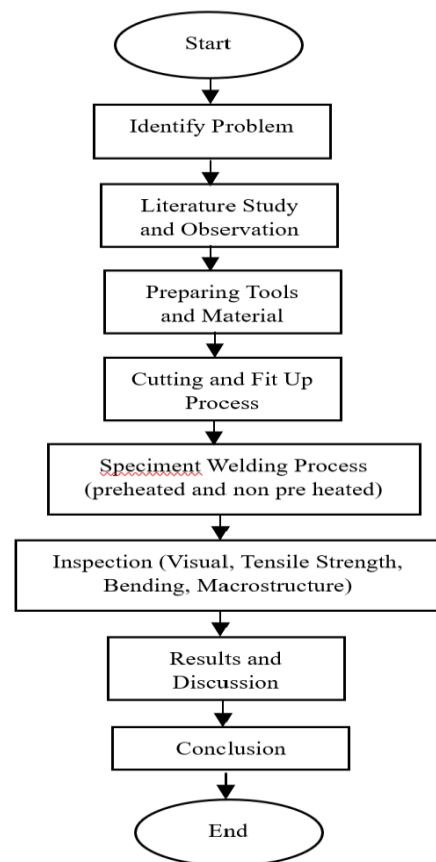 Start
Identify Problem
Literature Study
and Observation
Preparing Tools
and Material
Cutting and Fit Up
Process
Speciment Welding Process
(preheated and non pre heated)
Inspection (Visual, Tensile Strength,
Bending, Macrostructure)
Results and
Discussion
Conclusion
End